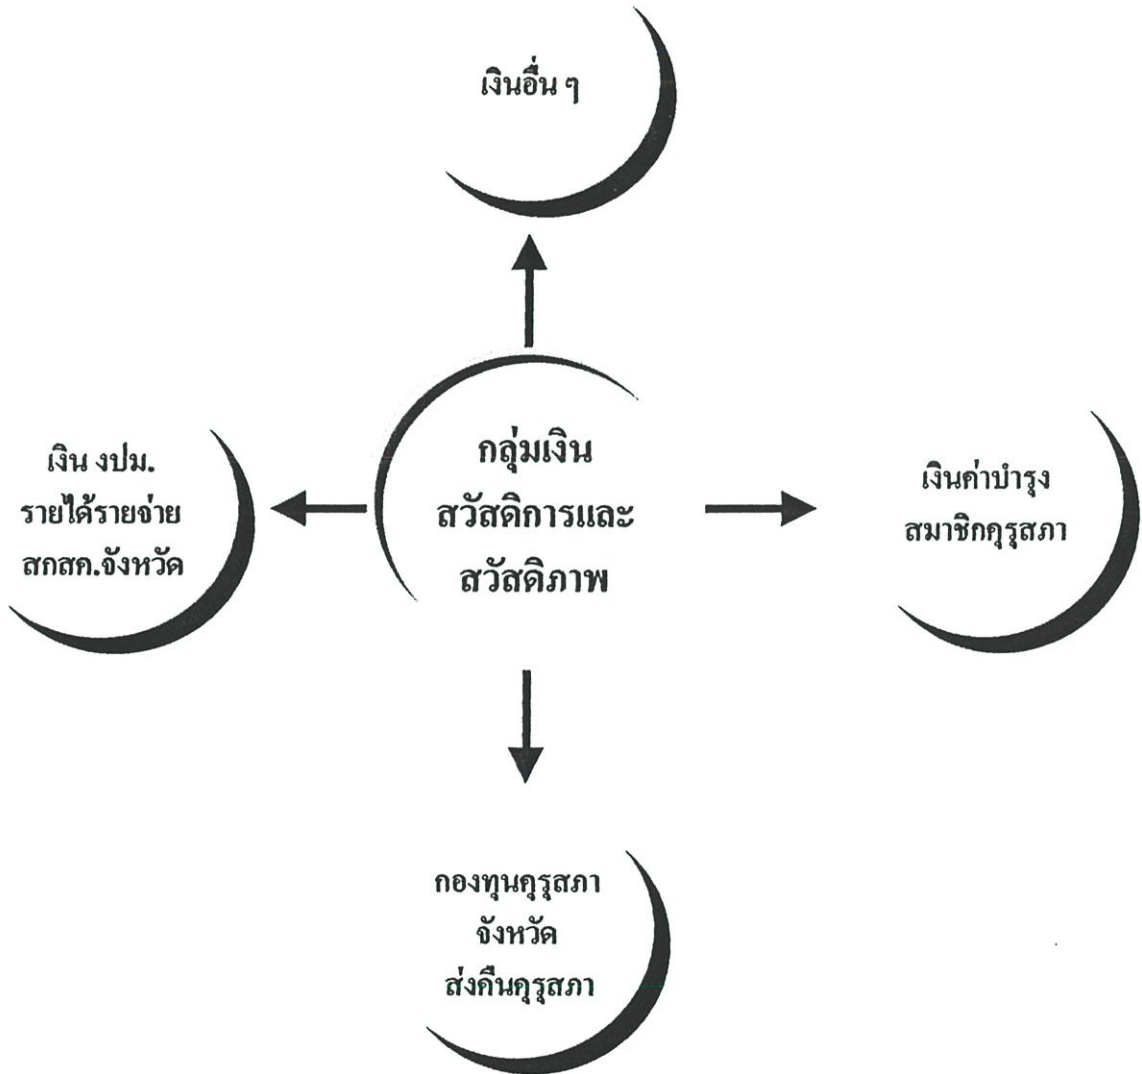 เงินอื่น ๆ
กลุ่มเงิน
สวัสดิการและ
สวัสดิภาพ
เงิน งปม.
รายได้รายจ่าย
สกสค.จังหวัด
เงินค่าบำรุง
สมาชิกคุรุสภา
กองทุนคุรุสภา
จังหวัด
ส่งคืนคุรุสภา